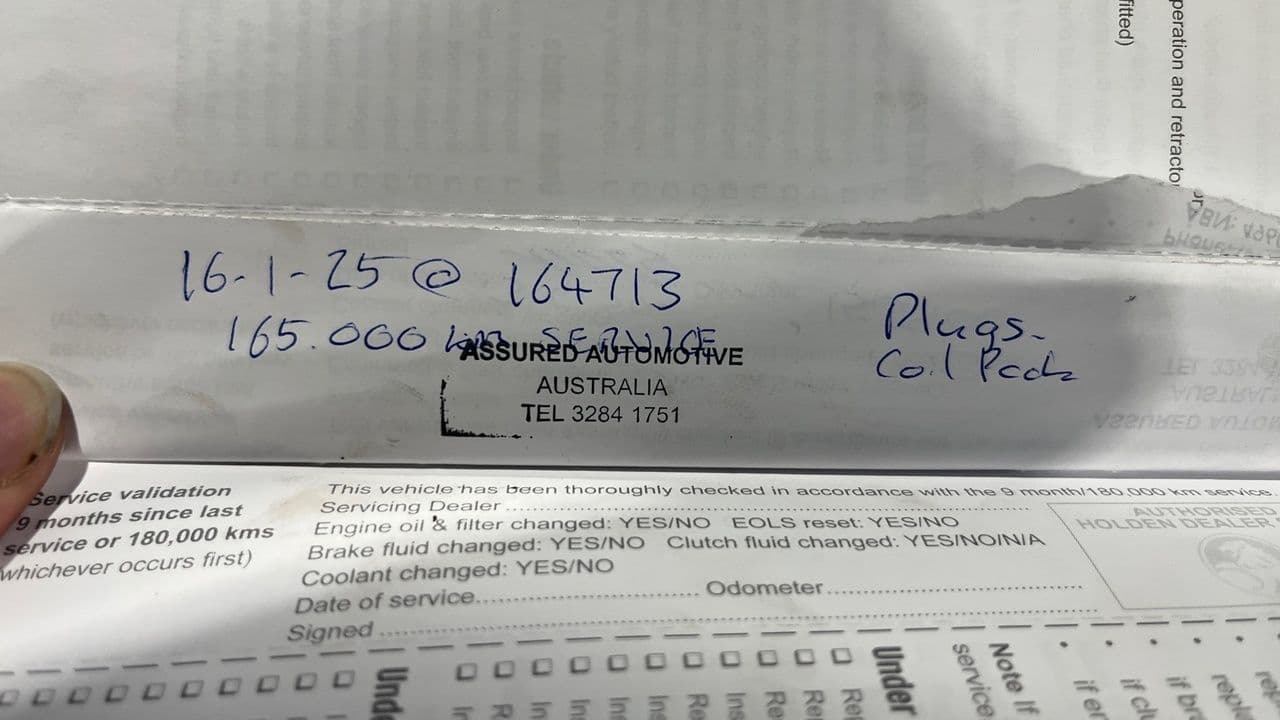 fitted)
peration and retractor
16-1-25 @ 164713
165.000 km SERVICE
Plugs.
Coil Pack
ASSURED AUTOMOTIVE
AUSTRALIA
TEL 3284 1751
Service validation
9 months since last
service or 180,000 kms
whichever occurs first)
This vehicle has been thoroughly checked in accordance with the 9 month/180,000 km service.
Servicing Dealer
Engine oil & filter changed: YES/NO EOLS reset: YES/NO
Brake fluid changed: YES/NO Clutch fluid changed: YES/NO/N/A
Coolant changed: YES/NO
Date of service Odometer
Signed
AUTHORISED
HOLDEN DEALER
Under
Note If
service